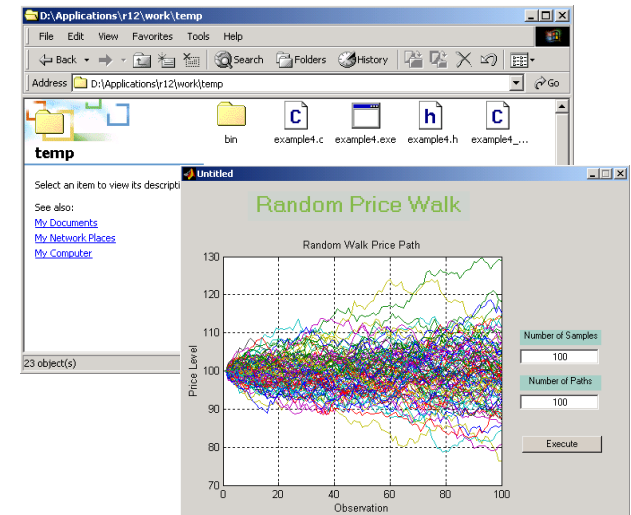 D:\Applications\r12\work\temp
File Edit View Favorites Tools Help
Back Search Folders History
Address D:\Applications\r12\work\temp Go
bin example4.c example4.exe example4.h example4_...
temp
Select an item to view its descripti
See also:
My Documents
My Network Places
My Computer
23 object(s)
Untitled
Random Price Walk
Random Walk Price Path
130
120
110
100
90
80
70
Price Level
0 20 40 60 80 100
Observation
Number of Samples
100
Number of Paths
100
Execute